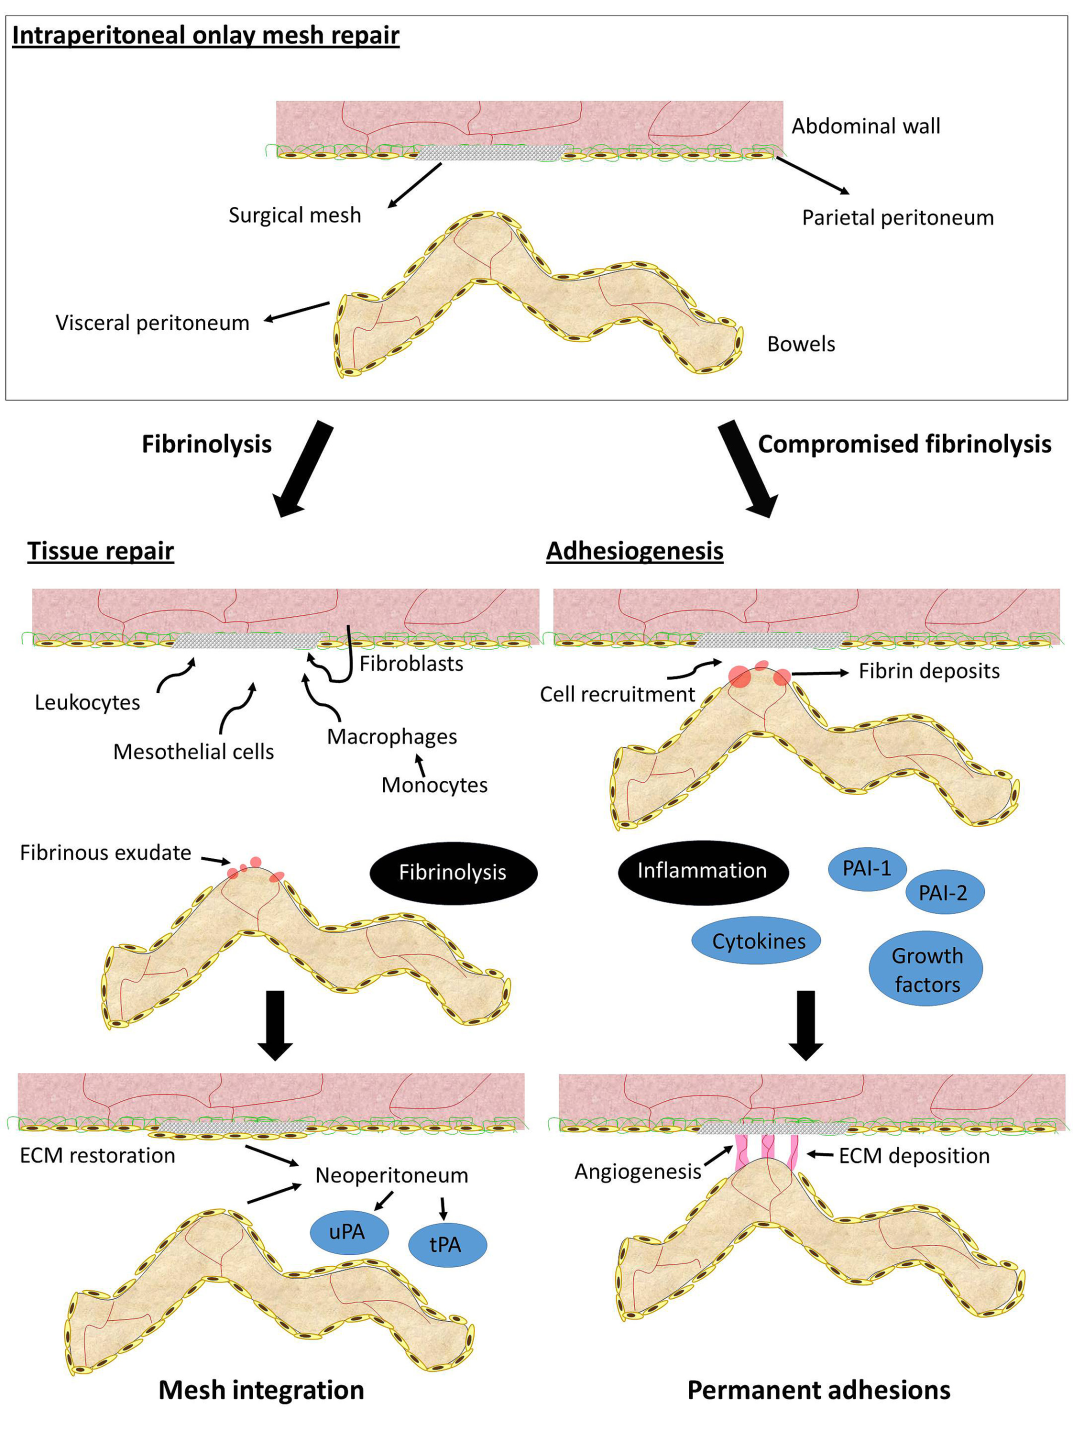 Intraperitoneal onlay mesh repair
Abdominal wall
Surgical mesh
Parietal peritoneum
Visceral peritoneum
Bowels
Fibrinolysis
Compromised fibrinolysis
Tissue repair
Fibroblasts
Leukocytes
Mesothelial cells
Macrophages
Monocytes
Fibrinous exudate
Fibrinolysis
ECM restoration
Neoperitoneum
uPA
tPA
Mesh integration
Adhesiogenesis
Cell recruitment
Fibrin deposits
Inflammation
PAI-1
PAI-2
Cytokines
Growth
factors
Angiogenesis
ECM deposition
Permanent adhesions